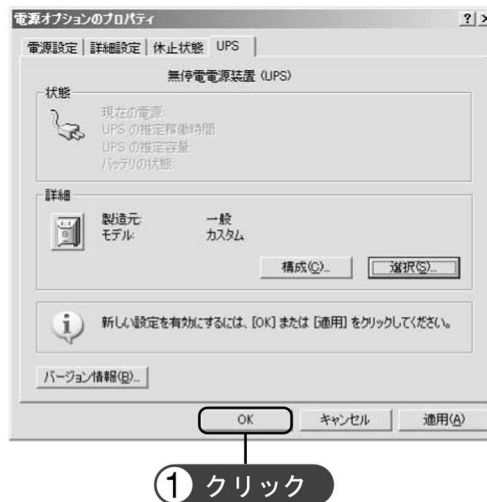 電源オプションのプロパティ
電源設定 詳細設定 休止状態 UPS
無停電電源装置 (UPS)
状態
現在の電源:
UPS の推定稼働時間:
UPS の推定容量:
バッテリの状態:
詳細
製造元: 一般
モデル: カスタム
構成(C)... 選択(S)...
新しい設定を有効にするには、[OK] または [適用] をクリックしてください。
バージョン情報(B)...
OK キャンセル 適用(A)
1 クリック